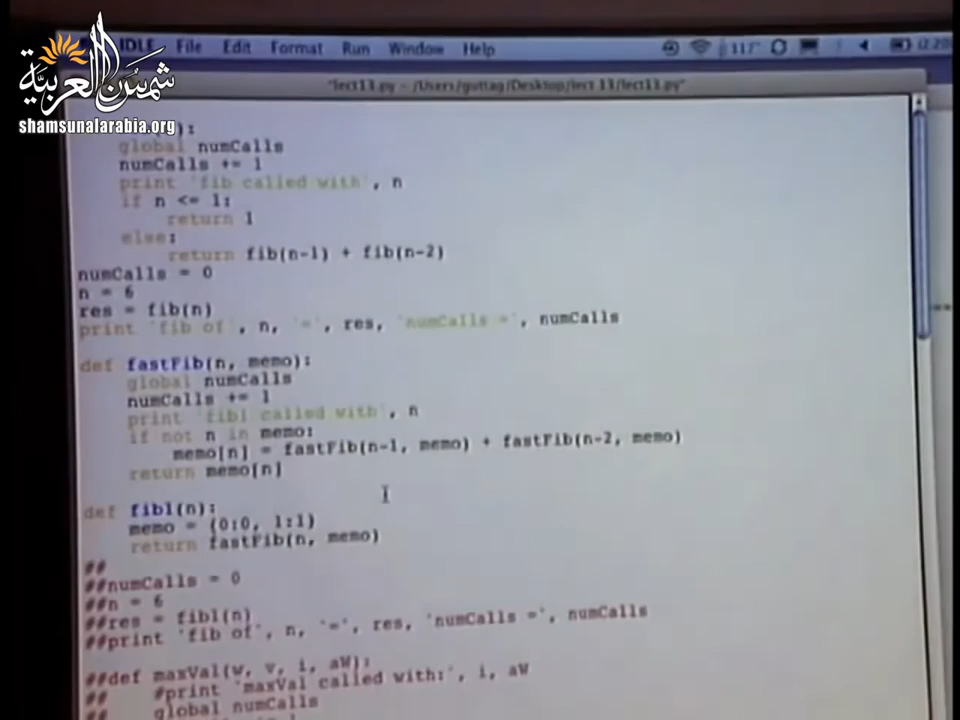 شمس العربية
shamsunalarabia.org
IDLE File Edit Format Run Window Help
*lect13.py - /Users/guttag/Desktop/lect 13/lect13.py*
):
global numCalls
numCalls += 1
print 'fib called with', n
if n <= 1:
return 1
else:
return fib(n-1) + fib(n-2)
numCalls = 0
n = 6
res = fib(n)
print 'fib of', n, '=', res, 'numCalls =', numCalls
def fastFib(n, memo):
global numCalls
numCalls += 1
print 'fib1 called with', n
if not n in memo:
memo[n] = fastFib(n-1, memo) + fastFib(n-2, memo)
return memo[n]
def fib1(n):
memo = {0:0, 1:1}
return fastFib(n, memo)
##
##numCalls = 0
##n = 6
##res = fib1(n)
##print 'fib of', n, '=', res, 'numCalls =', numCalls
##def maxVal(w, v, i, aW):
## #print 'maxVal called with:', i, aW
## global numCalls
##